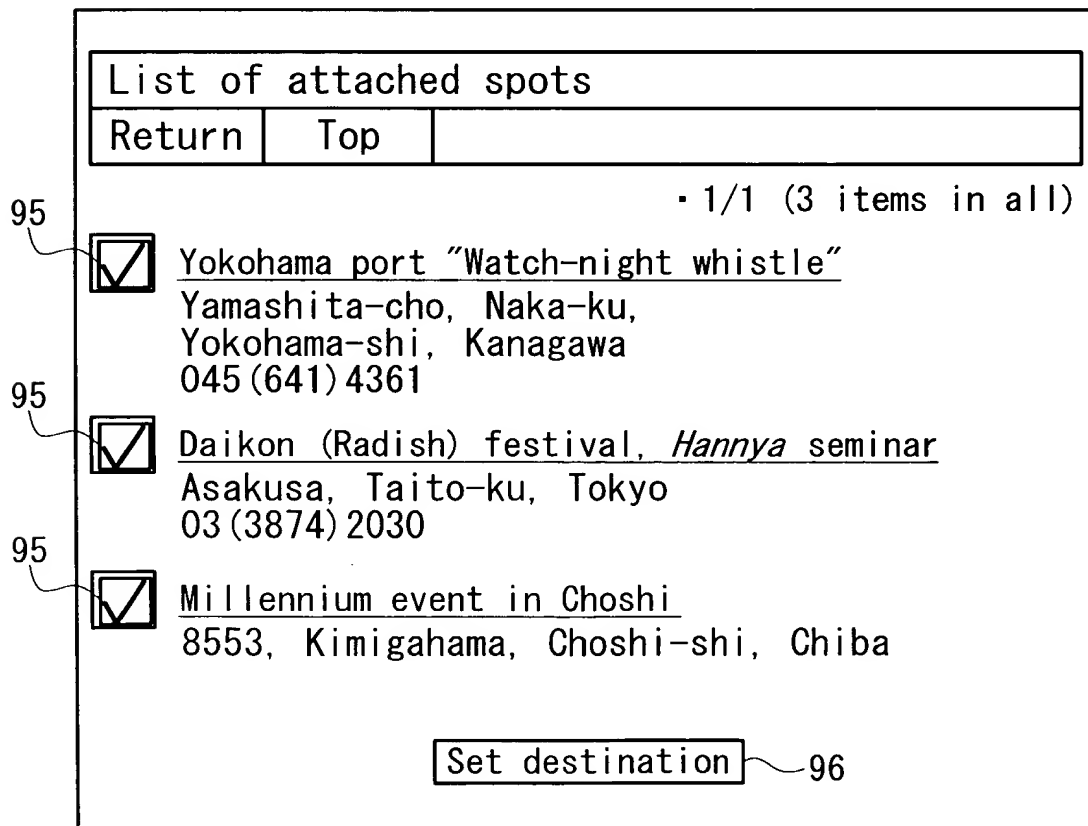 List of attached spots
Return Top
・1/1 (3 items in all)
95
Yokohama port "Watch-night whistle"
Yamashita-cho, Naka-ku,
Yokohama-shi, Kanagawa
045(641)4361
95
Daikon (Radish) festival, Hannya seminar
Asakusa, Taito-ku, Tokyo
03(3874)2030
95
Millennium event in Choshi
8553, Kimigahama, Choshi-shi, Chiba
Set destination 96